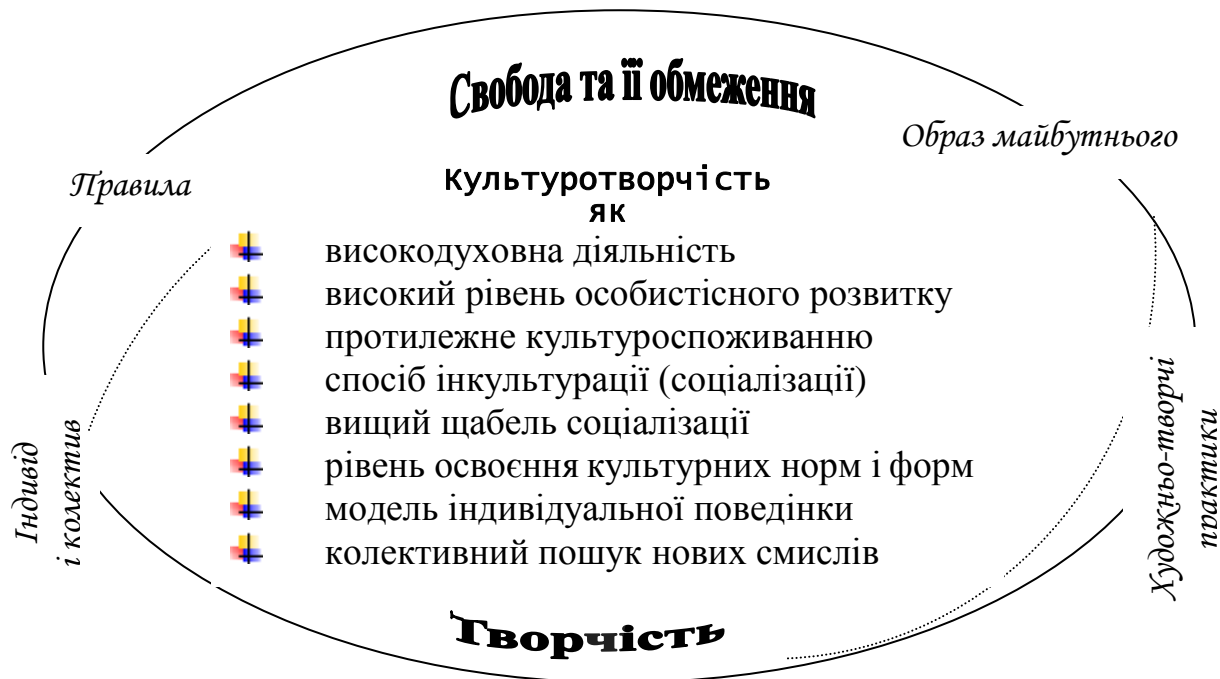 Свобода та її обмеження
Образ майбутнього
Правила
Культуротворчість
як
високодуховна діяльність
високий рівень особистісного розвитку
протилежне культуроспоживанню
спосіб інкультурації (соціалізації)
вищий щабель соціалізації
рівень освоєння культурних норм і форм
модель індивідуальної поведінки
колективний пошук нових смислів
Індивід
і колектив
Художньо-творчі
практики
Творчість